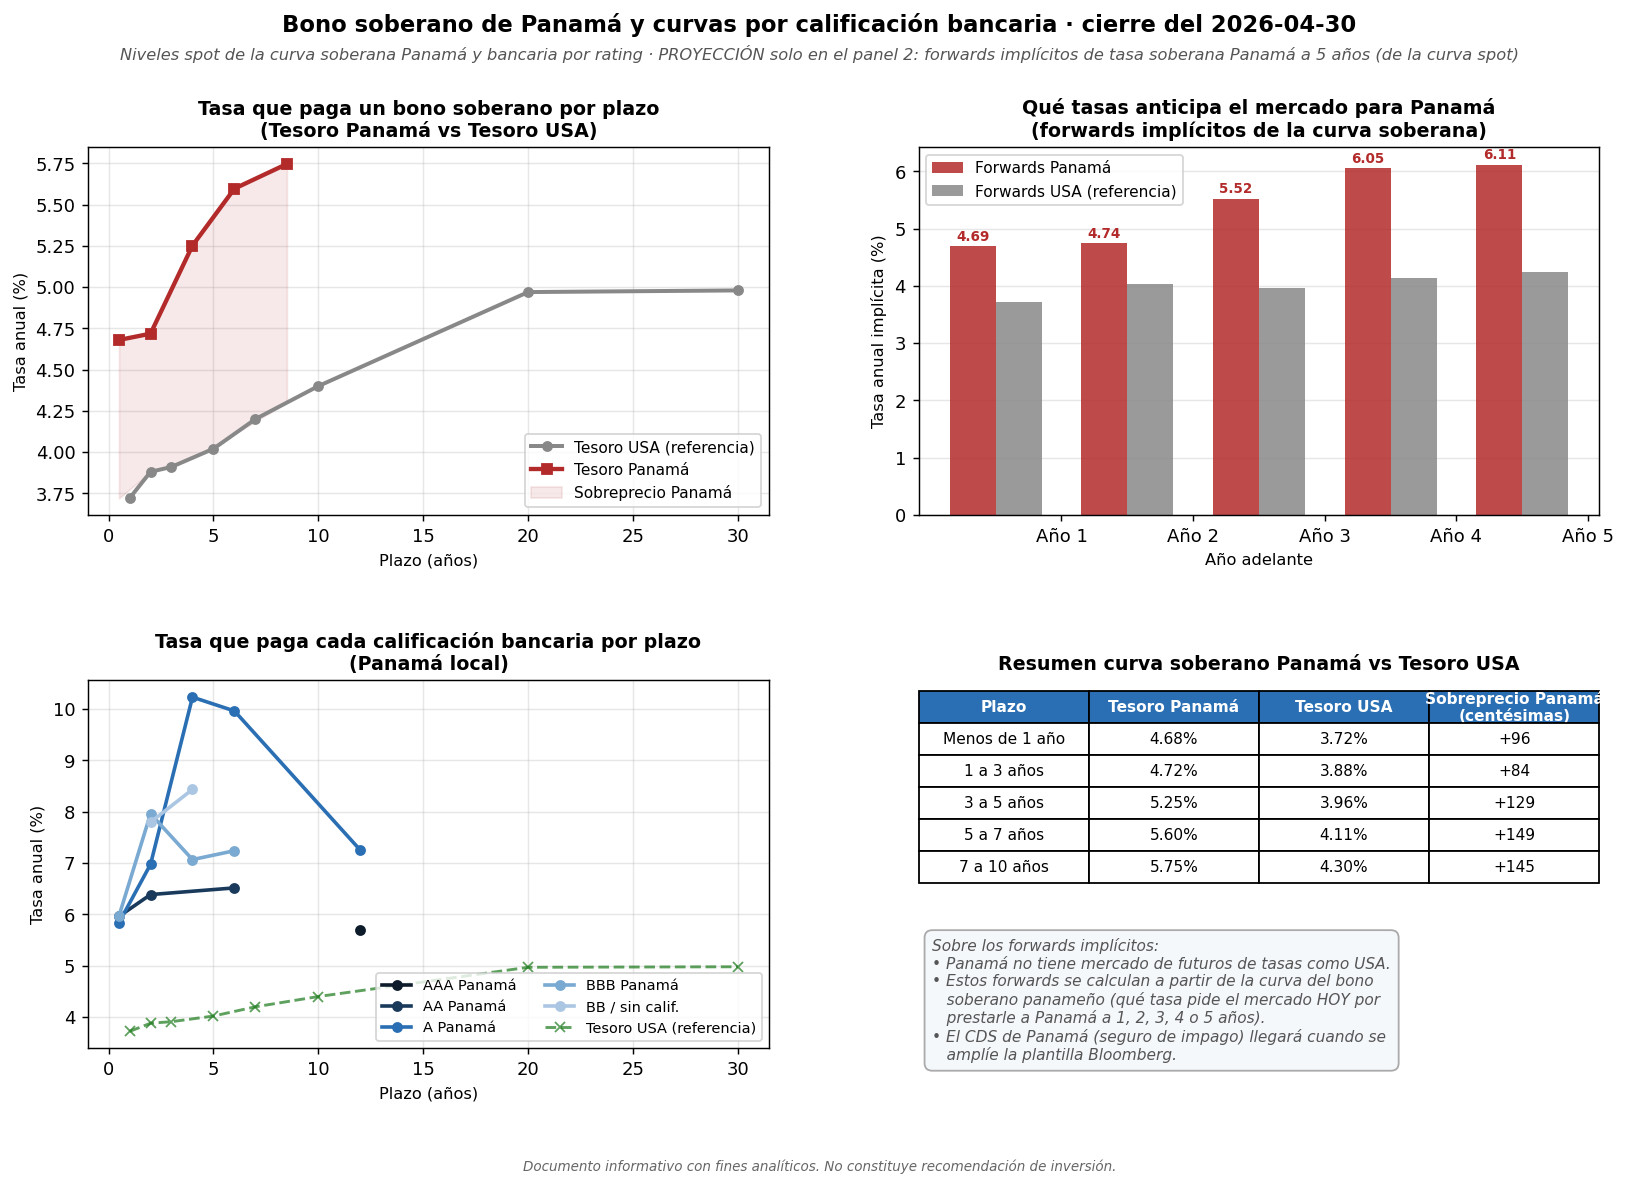 Bono soberano de Panamá y curvas por calificación bancaria · cierre del 2026-04-30
Niveles spot de la curva soberana Panamá y bancaria por rating · PROYECCIÓN solo en el panel 2: forwards implícitos de tasa soberana Panamá a 5 años (de la curva spot)
Tasa que paga un bono soberano por plazo
(Tesoro Panamá vs Tesoro USA)
Tasa anual (%)
5.75
5.50
5.25
5.00
4.75
4.50
4.25
4.00
3.75
Tesoro USA (referencia)
Tesoro Panamá
Sobreprecio Panamá
0 5 10 15 20 25 30
Plazo (años)
Qué tasas anticipa el mercado para Panamá
(forwards implícitos de la curva soberana)
Tasa anual implícita (%)
6
5
4
3
2
1
0
Forwards Panamá
Forwards USA (referencia)
4.69 4.74 5.52 6.05 6.11
Año 1 Año 2 Año 3 Año 4 Año 5
Año adelante
Tasa que paga cada calificación bancaria por plazo
(Panamá local)
Tasa anual (%)
10
9
8
7
6
5
4
AAA Panamá BBB Panamá
AA Panamá BB / sin calif.
A Panamá Tesoro USA (referencia)
0 5 10 15 20 25 30
Plazo (años)
Resumen curva soberano Panamá vs Tesoro USA
Plazo Tesoro Panamá Tesoro USA Sobreprecio Panamá
(centésimas)
Menos de 1 año 4.68% 3.72% +96
1 a 3 años 4.72% 3.88% +84
3 a 5 años 5.25% 3.96% +129
5 a 7 años 5.60% 4.11% +149
7 a 10 años 5.75% 4.30% +145
Sobre los forwards implícitos:
• Panamá no tiene mercado de futuros de tasas como USA.
• Estos forwards se calculan a partir de la curva del bono
soberano panameño (qué tasa pide el mercado HOY por
prestarle a Panamá a 1, 2, 3, 4 o 5 años).
• El CDS de Panamá (seguro de impago) llegará cuando se
amplíe la plantilla Bloomberg.
Documento informativo con fines analíticos. No constituye recomendación de inversión.